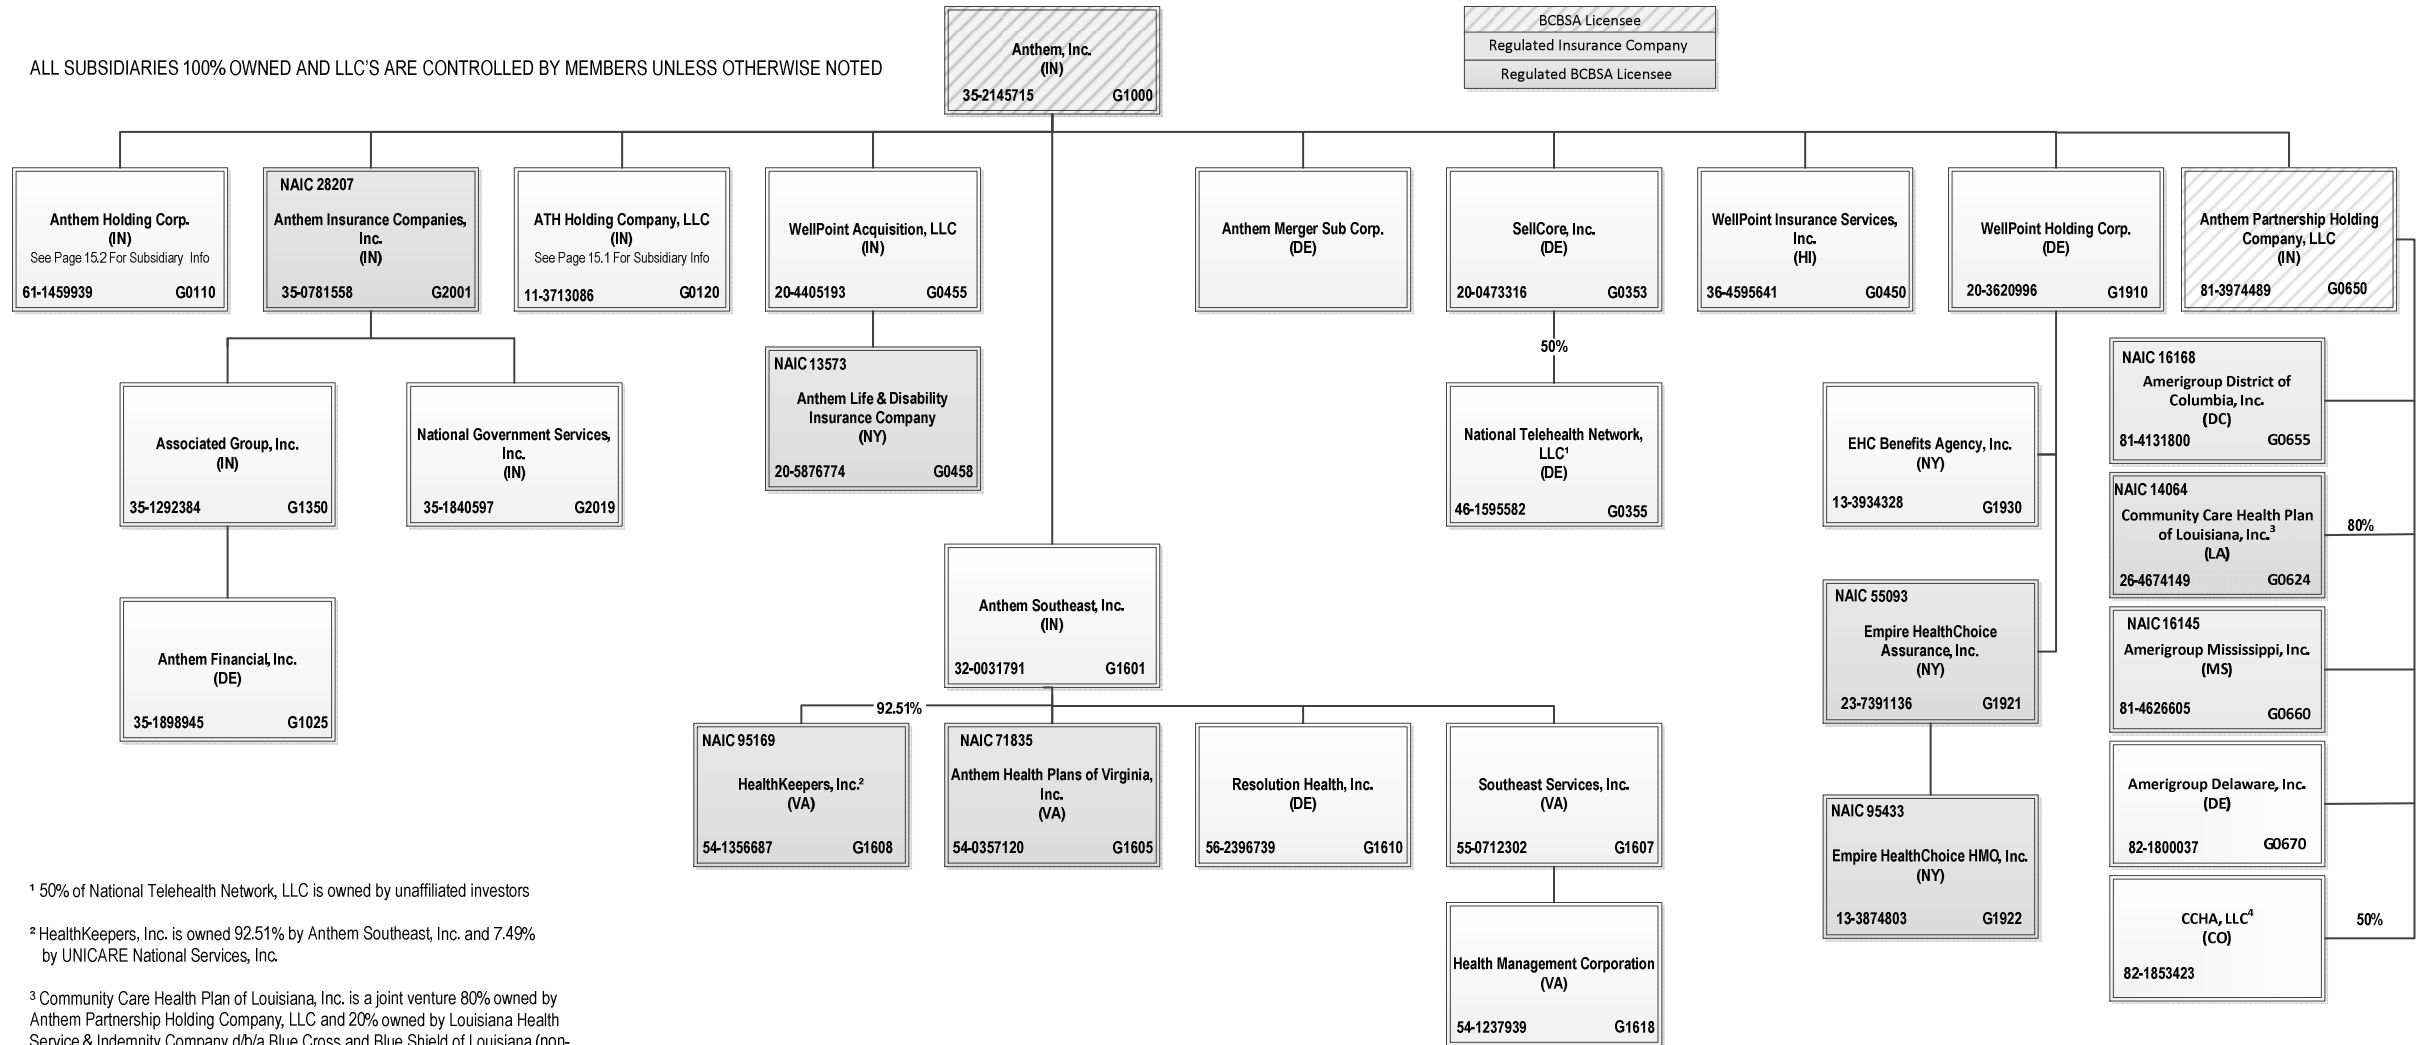 Anthem, Inc.
(IN)
35-2145715 G1000
BCBSA Licensee
Regulated Insurance Company
Regulated BCBSA Licensee
ALL SUBSIDIARIES 100% OWNED AND LLC'S ARE CONTROLLED BY MEMBERS UNLESS OTHERWISE NOTED
Anthem Holding Corp.
(IN)
See Page 15.2 For Subsidiary Info
61-1459939 G0110
NAIC 28207
Anthem Insurance Companies,
Inc.
(IN)
35-0781558 G2001
ATH Holding Company, LLC
(IN)
See Page 15.1 For Subsidiary Info
11-3713086 G0120
WellPoint Acquisition, LLC
(IN)
20-4405193 G0455
Anthem Merger Sub Corp.
(DE)
SellCore, Inc.
(DE)
20-0473316 G0353
WellPoint Insurance Services,
Inc.
(HI)
36-4595641 G0450
WellPoint Holding Corp.
(DE)
20-3620996 G1910
Anthem Partnership Holding
Company, LLC
(IN)
81-3974489 G0650
Associated Group, Inc.
(IN)
35-1292384 G1350
National Government Services,
Inc.
(IN)
35-1840597 G2019
NAIC 13573
Anthem Life & Disability
Insurance Company
(NY)
20-5876774 G0458
50%
National Telehealth Network,
LLC¹
(DE)
46-1595582 G0355
EHC Benefits Agency, Inc.
(NY)
13-3934328 G1930
NAIC 16168
Amerigroup District of
Columbia, Inc.
(DC)
81-4131800 G0655
NAIC 14064
Community Care Health Plan
of Louisiana, Inc.³
(LA)
26-4674149 G0624
80%
Anthem Financial, Inc.
(DE)
35-1898945 G1025
Anthem Southeast, Inc.
(IN)
32-0031791 G1601
NAIC 55093
Empire HealthChoice
Assurance, Inc.
(NY)
23-7391136 G1921
NAIC 16145
Amerigroup Mississippi, Inc.
(MS)
81-4626605 G0660
92.51%
NAIC 95169
HealthKeepers, Inc.²
(VA)
54-1356687 G1608
NAIC 71835
Anthem Health Plans of Virginia,
Inc.
(VA)
54-0357120 G1605
Resolution Health, Inc.
(DE)
56-2396739 G1610
Southeast Services, Inc.
(VA)
55-0712302 G1607
NAIC 95433
Empire HealthChoice HMO, Inc.
(NY)
13-3874803 G1922
Amerigroup Delaware, Inc.
(DE)
82-1800037 G0670
CCHA, LLC⁴
(CO)
82-1853423
50%
Health Management Corporation
(VA)
54-1237939 G1618
¹ 50% of National Telehealth Network, LLC is owned by unaffiliated investors
² HealthKeepers, Inc. is owned 92.51% by Anthem Southeast, Inc. and 7.49%
by UNICARE National Services, Inc.
³ Community Care Health Plan of Louisiana, Inc. is a joint venture 80% owned by
Anthem Partnership Holding Company, LLC and 20% owned by Louisiana Health
Service & Indemnity Company d/b/a Blue Cross and Blue Shield of Louisiana (non-